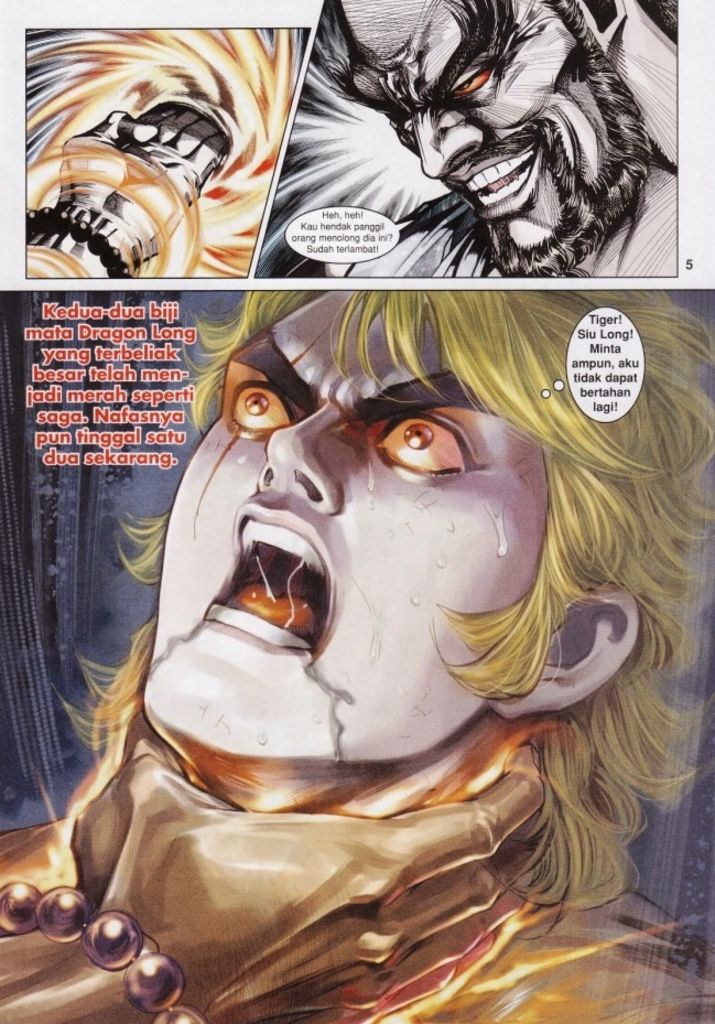 Heh, heh!
Kau hendak panggil
orang menolong dia ini?
Sudah terlambat!
5
Kedua-dua biji
mata Dragon Long
yang terbeliak
besar telah men-
jadi merah seperti
saga. Nafasnya
pun tinggal satu
dua sekarang.
Tiger!
Siu Long!
Minta
ampun, aku
tidak dapat
bertahan
lagi!